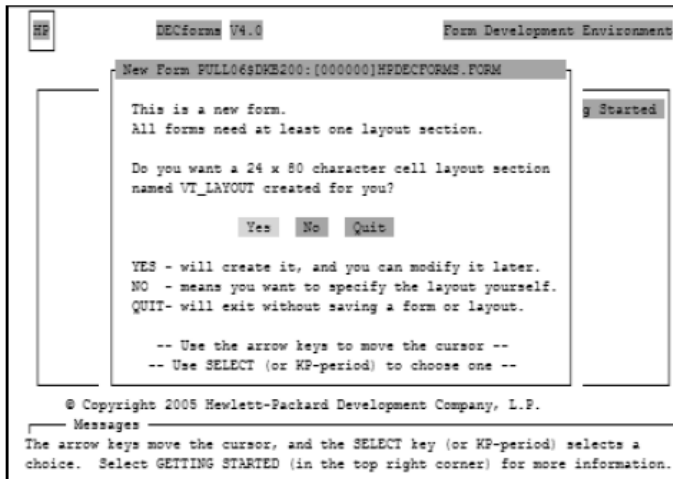 HP DECforms V4.0 Form Development Environment
New Form PULL06$DKB200:[000000]HPDECFORMS.FORM
g Started
This is a new form.
All forms need at least one layout section.
Do you want a 24 x 80 character cell layout section
named VT_LAYOUT created for you?
Yes No Quit
YES - will create it, and you can modify it later.
NO - means you want to specify the layout yourself.
QUIT- will exit without saving a form or layout.
-- Use the arrow keys to move the cursor --
-- Use SELECT (or KP-period) to choose one --
© Copyright 2005 Hewlett-Packard Development Company, L.P.
Messages
The arrow keys move the cursor, and the SELECT key (or KP-period) selects a
choice. Select GETTING STARTED (in the top right corner) for more information.